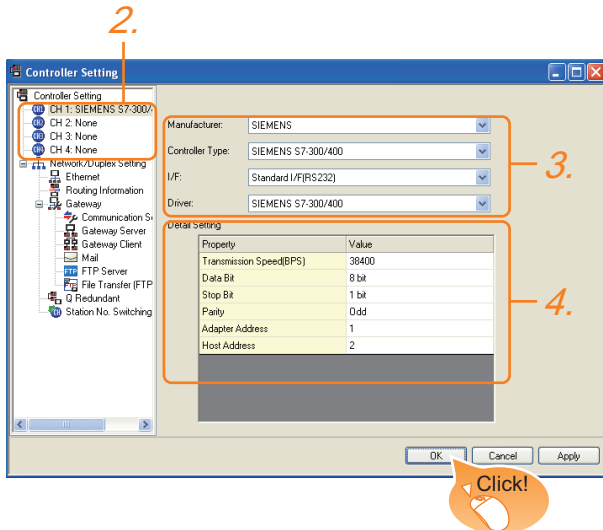 2.
Controller Setting
Controller Setting
CH 1: SIEMENS S7-300/
CH 2: None
CH 3: None
CH 4: None
Network/Duplex Setting
Ethernet
Routing Information
Gateway
Communication S
Gateway Server
Gateway Client
Mail
FTP Server
File Transfer (FTP
Q Redundant
Station No. Switching
Manufacturer: SIEMENS
Controller Type: SIEMENS S7-300/400
I/F: Standard I/F(RS232)
Driver: SIEMENS S7-300/400
3.
Detail Setting
Property Value
Transmission Speed(BPS) 38400
Data Bit 8 bit
Stop Bit 1 bit
Parity Odd
Adapter Address 1
Host Address 2
4.
OK Cancel Apply
Click!